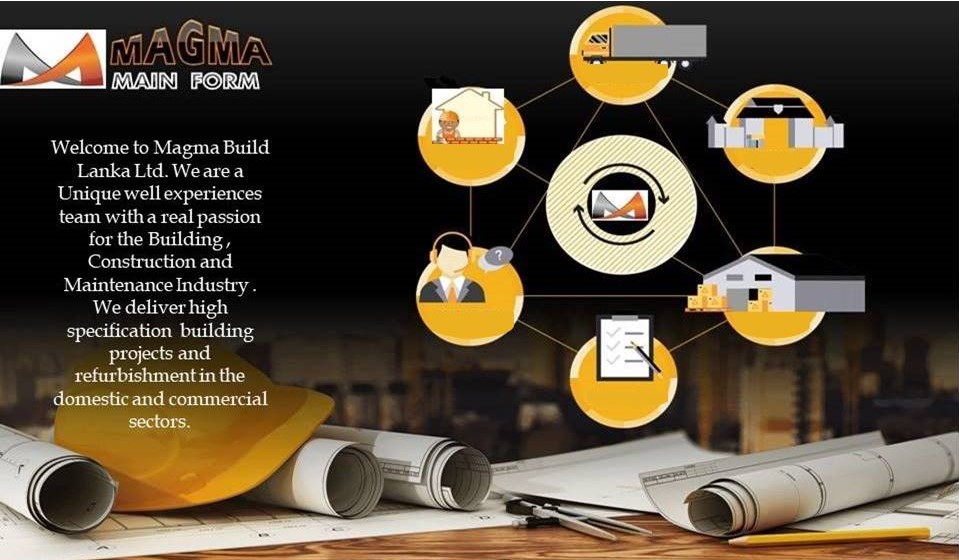 MAGMA
MAIN FORM
Welcome to Magma Build
Lanka Ltd. We are a
Unique well experiences
team with a real passion
for the Building ,
Construction and
Maintenance Industry .
We deliver high
specification building
projects and
refurbishment in the
domestic and commercial
sectors.
?